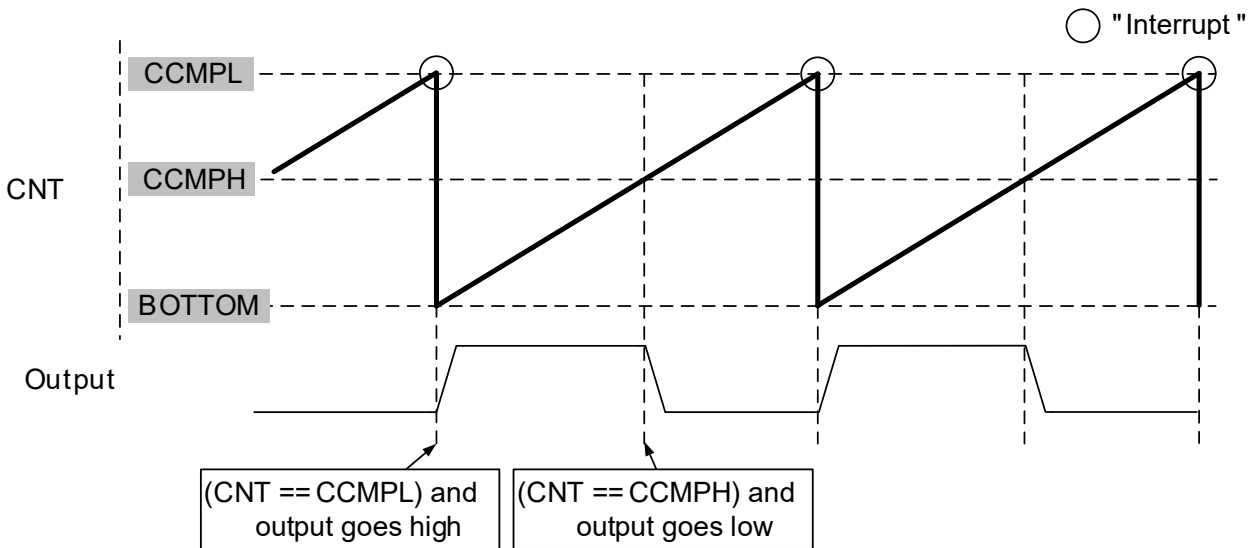 "Interrupt"
CCMPL
CCMPH
CNT
BOTTOM
Output
(CNT == CCMPL) and
output goes high
(CNT == CCMPH) and
output goes low